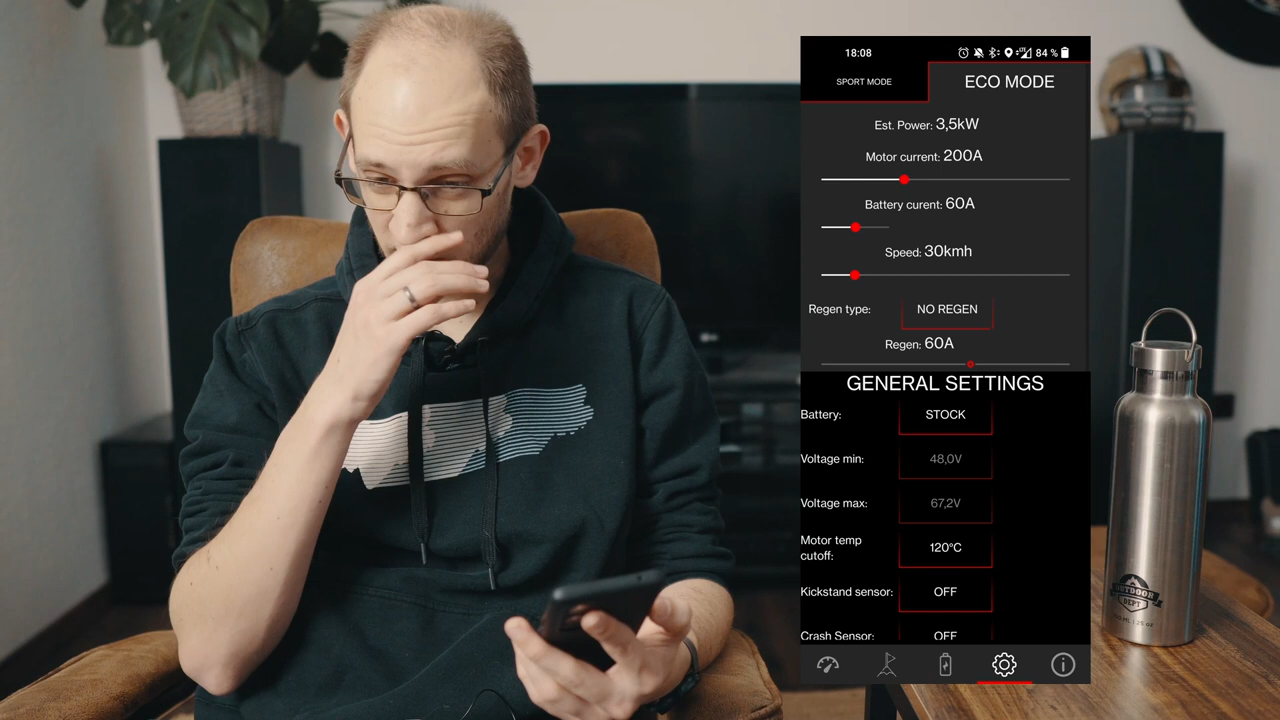 18:08
84 %
SPORT MODE
ECO MODE
Est. Power: 3,5kW
Motor current: 200A
Battery curent: 60A
Speed: 30kmh
Regen type:
NO REGEN
Regen: 60A
GENERAL SETTINGS
Battery:
STOCK
Voltage min:
48,0V
Voltage max:
67,2V
Motor temp
cutoff:
120°C
Kickstand sensor:
OFF
Crash Sensor:
OFF
OUTDOOR
DEPT